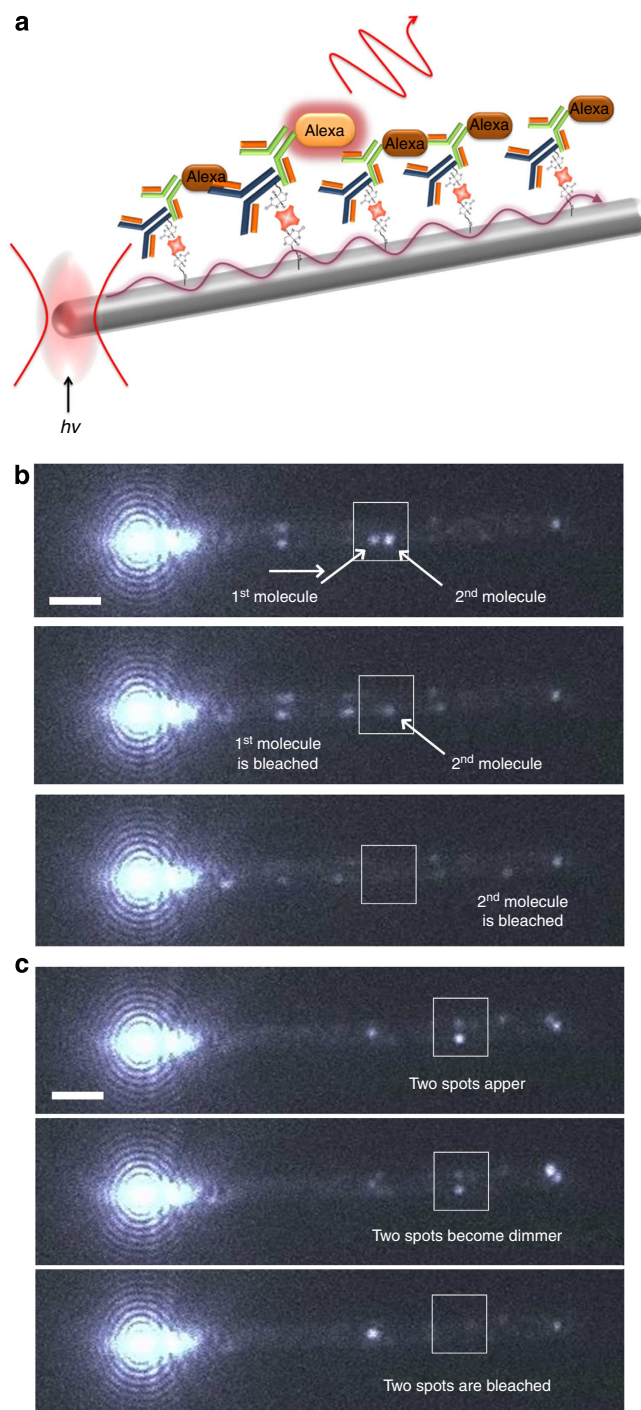 a
Alexa
Alexa
Alexa
Alexa
Alexa
hν
b
1st molecule
2nd molecule
1st molecule
is bleached
2nd molecule
2nd molecule
is bleached
c
Two spots apper
Two spots become dimmer
Two spots are bleached